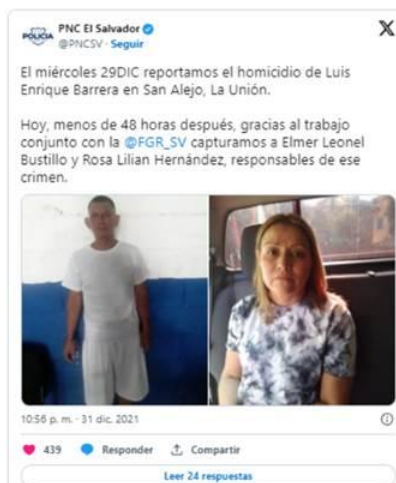 POLICÍA
PNC El Salvador
@PNCSV · Seguir
El miércoles 29DIC reportamos el homicidio de Luis
Enrique Barrera en San Alejo, La Unión.
Hoy, menos de 48 horas después, gracias al trabajo
conjunto con la @FGR_SV capturamos a Elmer Leonel
Bustillo y Rosa Lilian Hernández, responsables de ese
crimen.
10:56 p. m. · 31 dic. 2021
439 Responder Compartir
Leer 24 respuestas